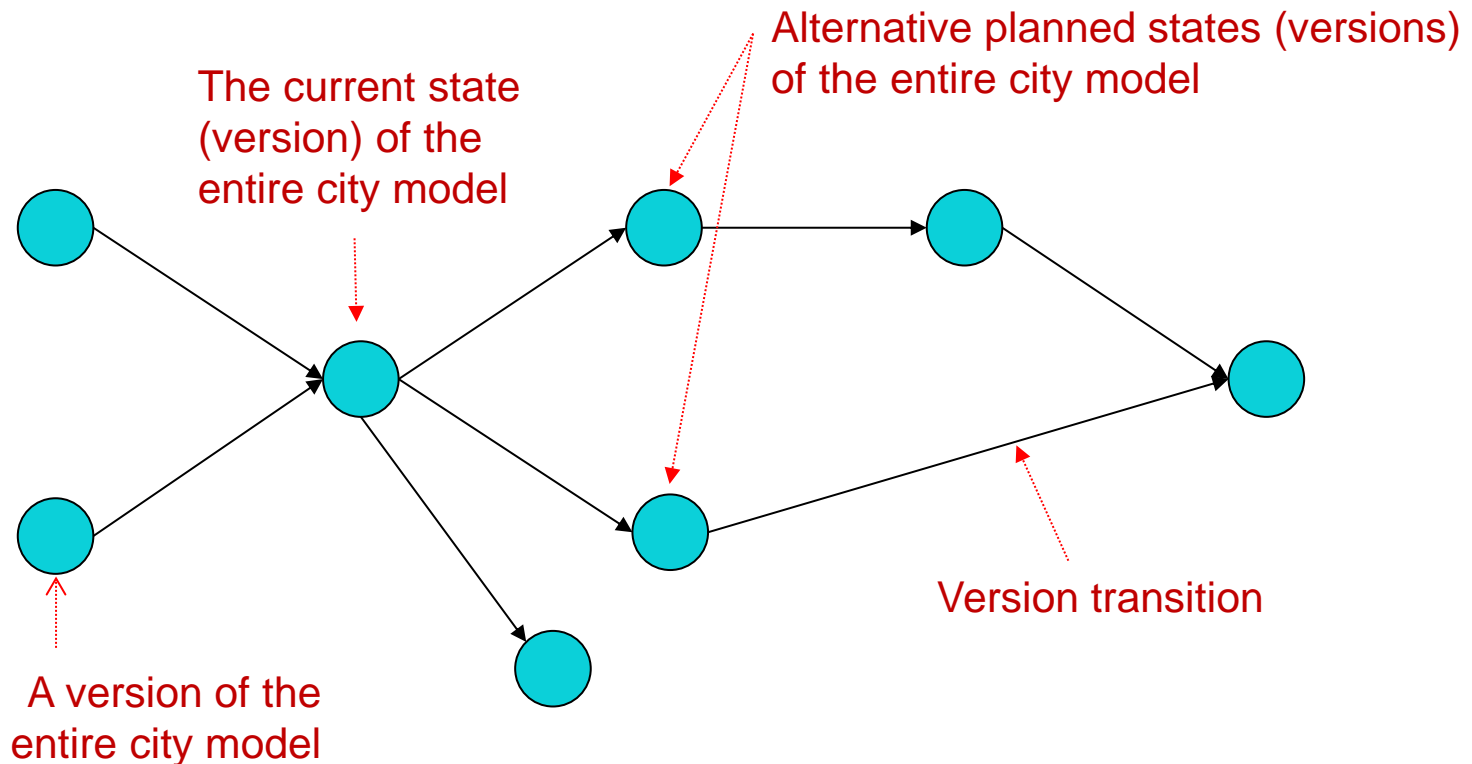 Alternative planned states (versions)
of the entire city model
The current state
(version) of the
entire city model
Version transition
A version of the
entire city model